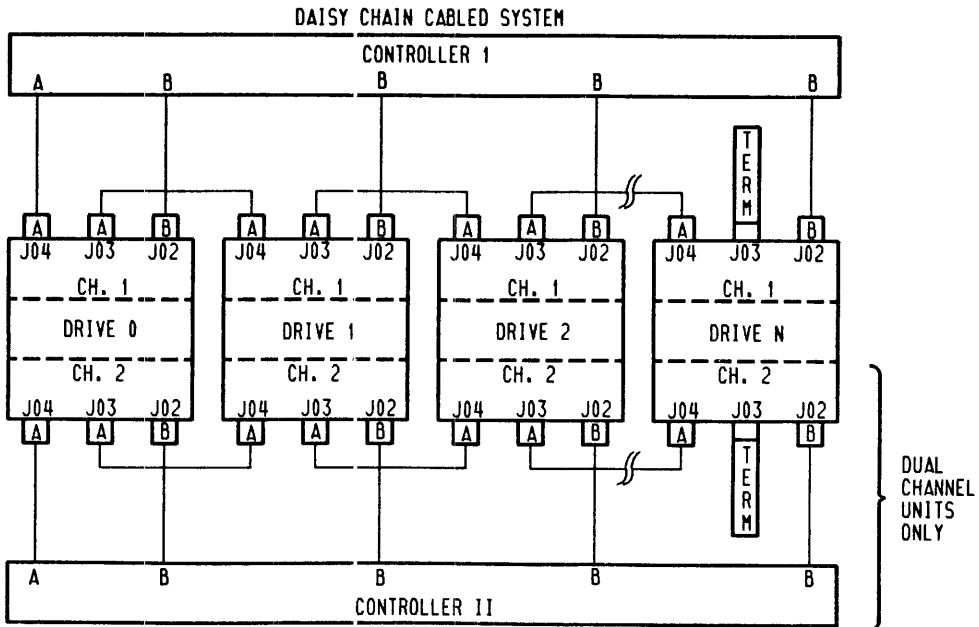 DAISY CHAIN CABLED SYSTEM
CONTROLLER 1
A B B B B
TERM
A A B A A B A A B A B
J04 J03 J02 J04 J03 J02 J04 J03 J02 J04 J03 J02
CH. 1 CH. 1 CH. 1 CH. 1
DRIVE 0 DRIVE 1 DRIVE 2 DRIVE N
CH. 2 CH. 2 CH. 2 CH. 2
J04 J03 J02 J04 J03 J02 J04 J03 J02 J04 J03 J02
A A B A A B A A B A B
TERM
DUAL
CHANNEL
UNITS
ONLY
A B B B B
CONTROLLER II